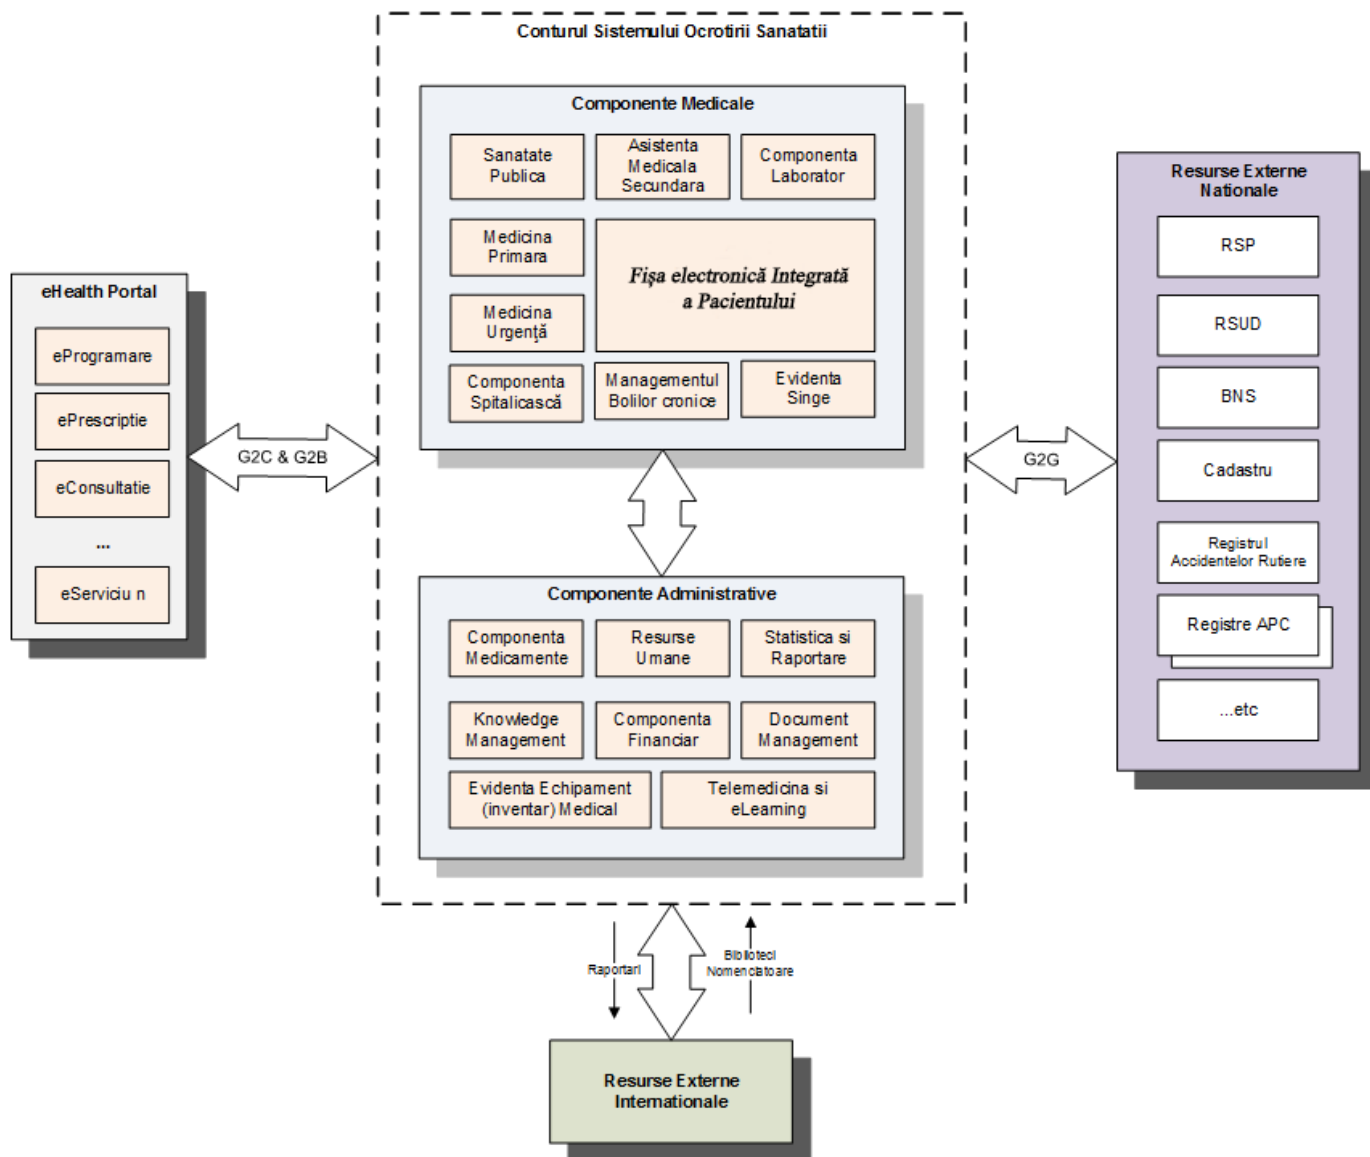 Conturul Sistemului Ocrotirii Sanatatii
Componente Medicale
Sanatate
Publica
Asistenta
Medicala
Secundara
Componenta
Laborator
Medicina
Primara
Fișa electronică Integrată
a Pacientului
Medicina
Urgenţă
Componenta
Spitalicască
Managementul
Bolilor cronice
Evidenta
Singe
eHealth Portal
eProgramare
ePrescriptie
eConsultatie
...
eServiciu n
G2C & G2B
G2G
Resurse Externe
Nationale
RSP
RSUD
BNS
Cadastru
Registrul
Accidentelor Rutiere
Registre APC
...etc
Componente Administrative
Componenta
Medicamente
Resurse
Umane
Statistica si
Raportare
Knowledge
Management
Componenta
Financiar
Document
Management
Evidenta Echipament
(inventar) Medical
Telemedicina si
eLearning
Raportari
Biblioteci
Nomenclatoare
Resurse Externe
Internationale